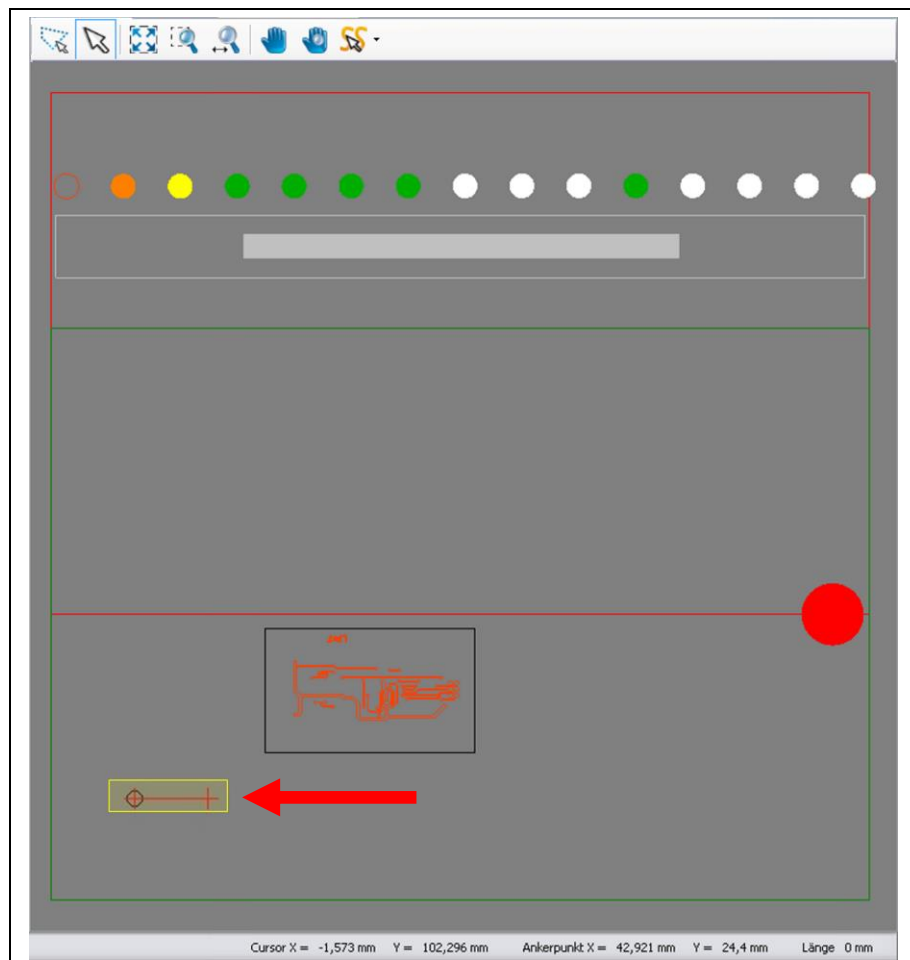 Cursor X = -1,573 mm Y = 102,296 mm Ankerpunkt X = 42,921 mm Y = 24,4 mm Länge 0 mm